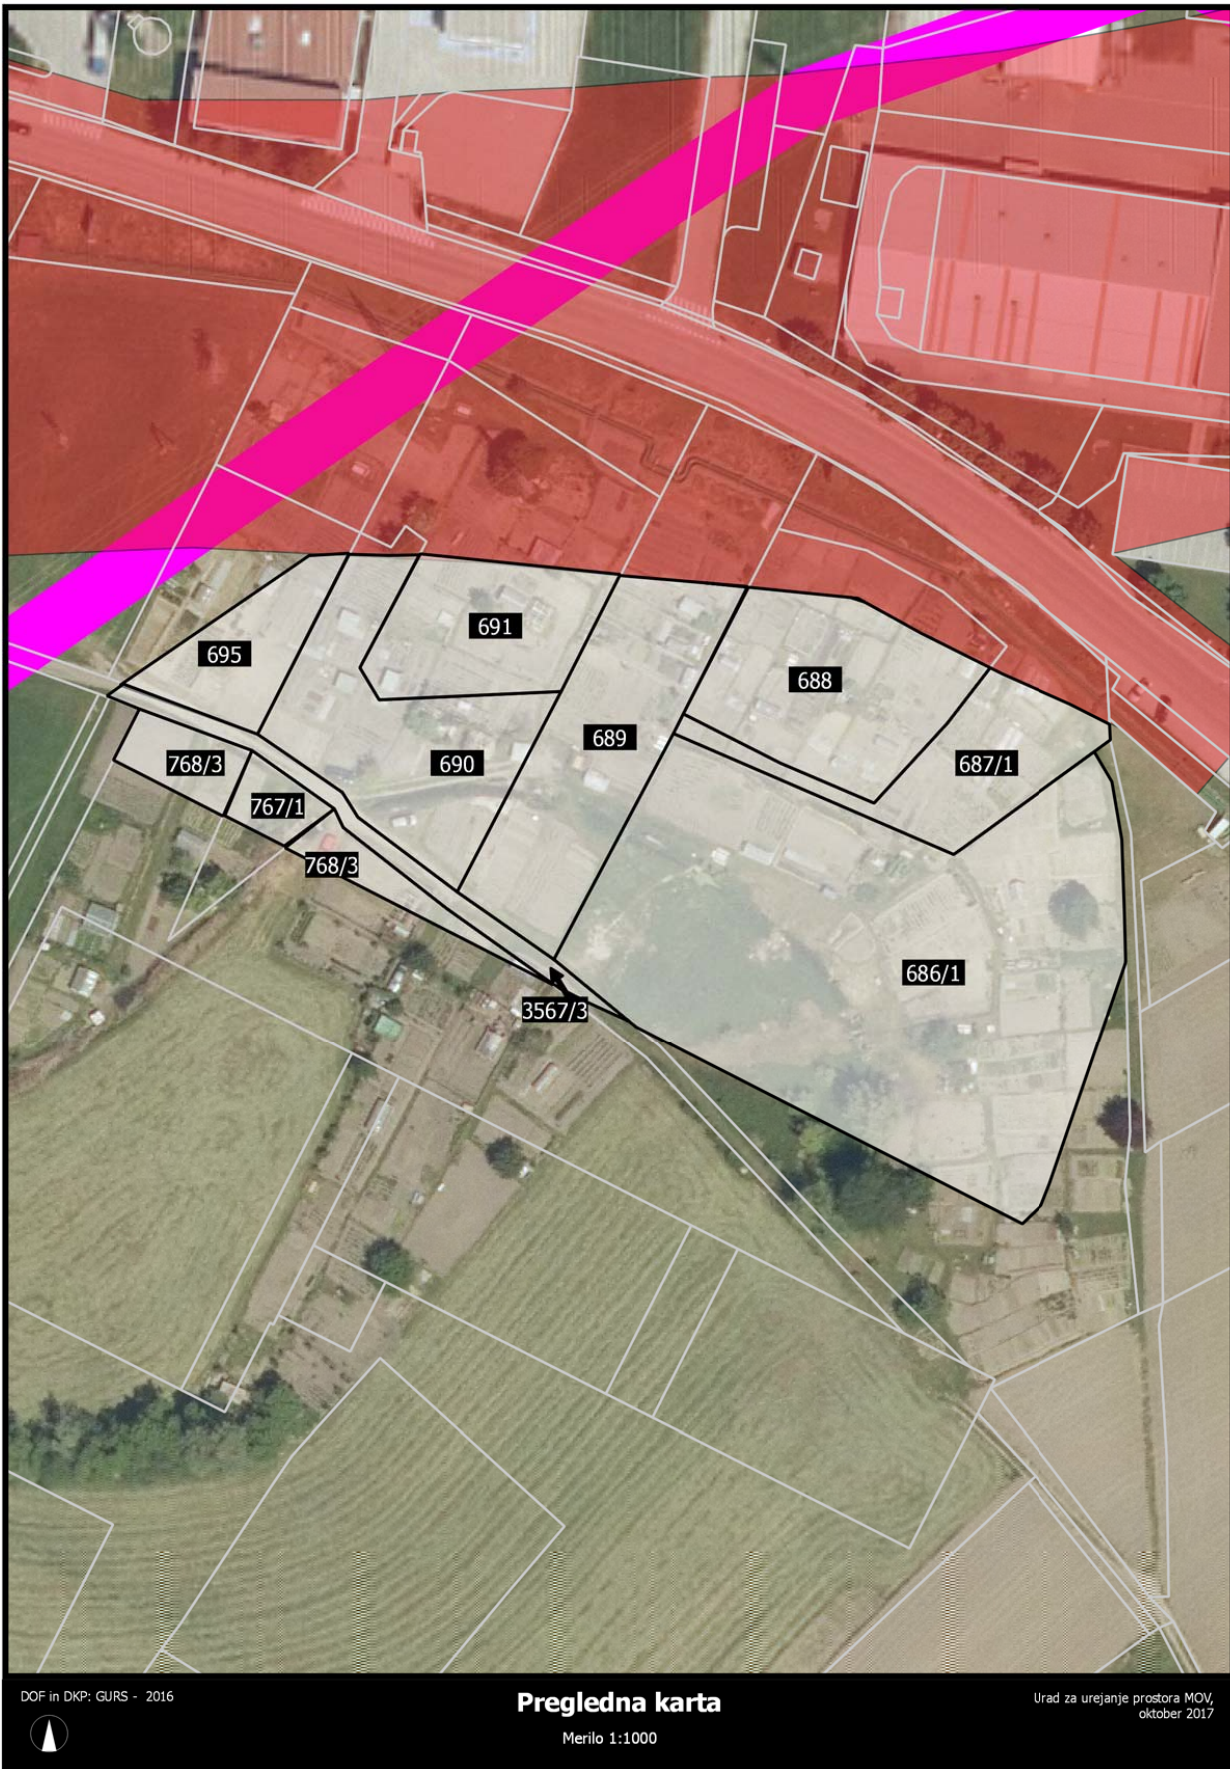 691
695
688
689
768/3
690
687/1
767/1
768/3
686/1
3567/3
DOF in DKP: GURS - 2016
Pregledna karta
Merilo 1:1000
Urad za urejanje prostora MOV,
oktober 2017